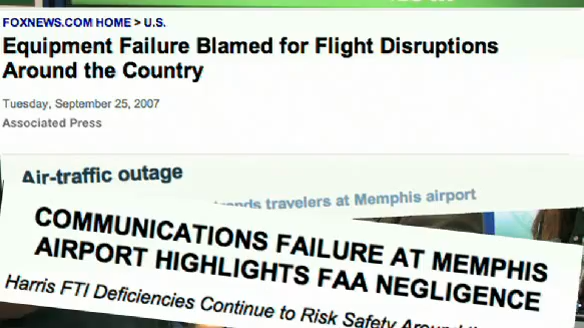 FOXNEWS.COM HOME > U.S.
Equipment Failure Blamed for Flight Disruptions
Around the Country
Tuesday, September 25, 2007
Associated Press
Air-traffic outage
travelers at Memphis airport
COMMUNICATIONS FAILURE AT MEMPHIS
AIRPORT HIGHLIGHTS FAA NEGLIGENCE
Harris FTI Deficiencies Continue to Risk Safety Around